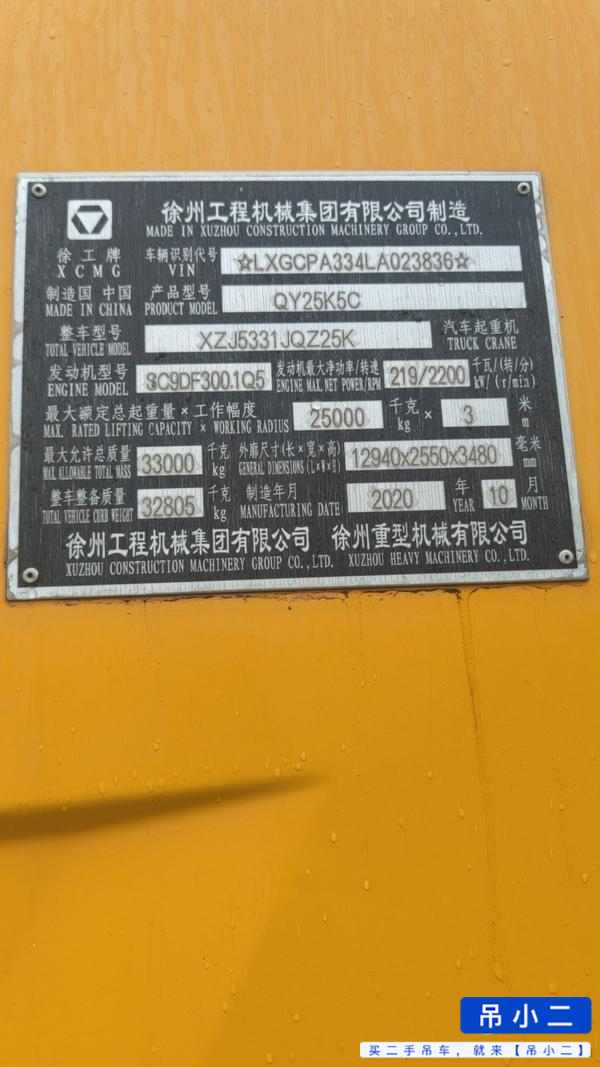 徐州工程机械集团有限公司制造
MADE IN XUZHOU CONSTRUCTION MACHINERY GROUP CO.,LTD.
徐工牌 车辆识别代号 ☆LXGCPA334LA023836☆
XCMG VIN
制造国 中国 产品型号 QY25K5C
MADE IN CHINA PRODUCT MODEL
整车型号 XZJ5331JQZ25K 汽车起重机
TOTAL VEHICLE MODEL TRUCK CRANE
发动机型号 SC9DF300.1Q5 发动机最大净功率/转速 219/2200 千瓦/(转/分)
ENGINE MODEL ENGINE MAX.NET POWER/RPM kW/(r/min)
最大额定总起重量×工作幅度 25000 千克 × 3 米
MAX. RATED LIFTING CAPACITY × WORKING RADIUS kg m
最大允许总质量 33000 千克 外廓尺寸(长×宽×高) 12940x2550x3480 毫米
MAX. ALLOWABLE TOTAL MASS kg GENERAL DIMENSIONS (L×W×H) mm
整车整备质量 32805 千克 制造年月 2020 年 10 月
TOTAL VEHICLE CURB WEIGHT kg MANUFACTURING DATE YEAR MONTH
徐州工程机械集团有限公司 徐州重型机械有限公司
XUZHOU CONSTRUCTION MACHINERY GROUP CO.,LTD. XUZHOU HEAVY MACHINERY CO.,LTD.
吊小二
买二手吊车，就来【吊小二】